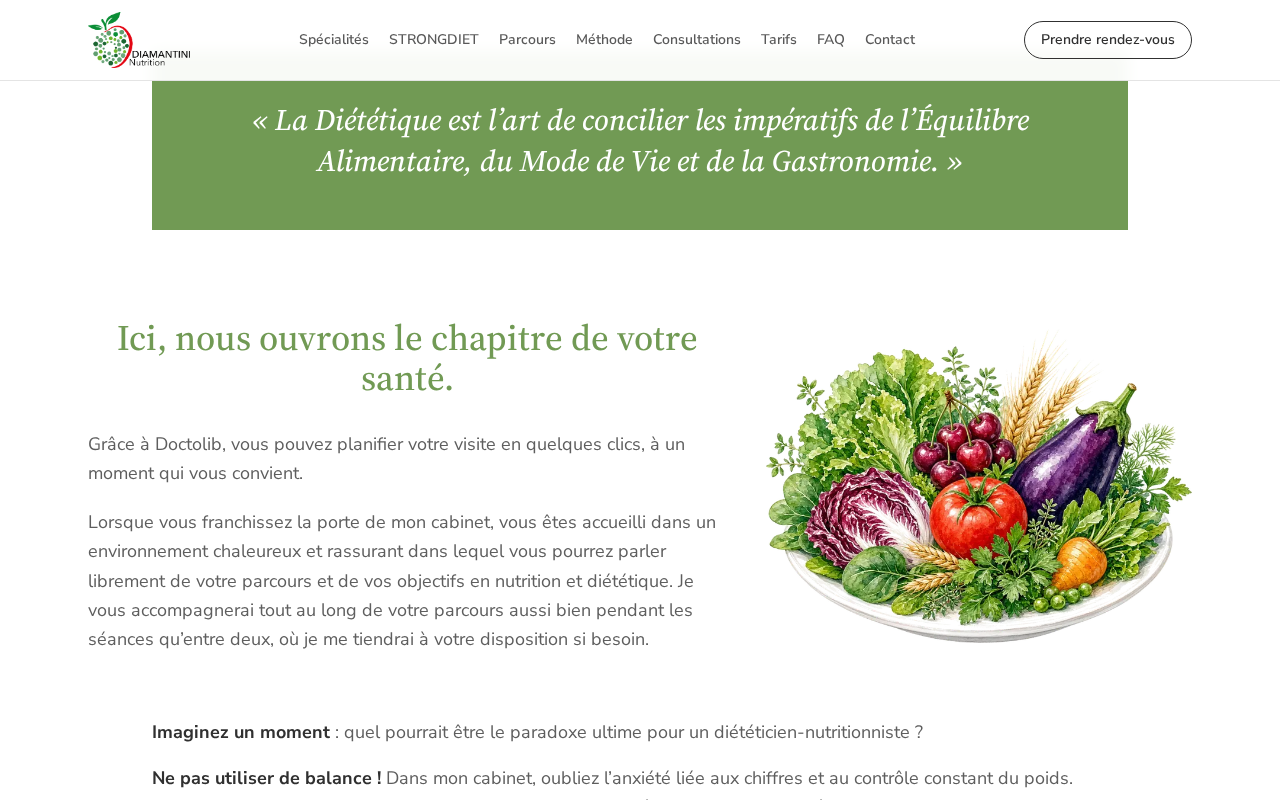 DIAMANTINI
Nutrition
Spécialités STRONGDIET Parcours Méthode Consultations Tarifs FAQ Contact
Prendre rendez-vous
« La Diététique est l’art de concilier les impératifs de l’Équilibre
Alimentaire, du Mode de Vie et de la Gastronomie. »
Ici, nous ouvrons le chapitre de votre
santé.
Grâce à Doctolib, vous pouvez planifier votre visite en quelques clics, à un
moment qui vous convient.
Lorsque vous franchissez la porte de mon cabinet, vous êtes accueilli dans un
environnement chaleureux et rassurant dans lequel vous pourrez parler
librement de votre parcours et de vos objectifs en nutrition et diététique. Je
vous accompagnerai tout au long de votre parcours aussi bien pendant les
séances qu’entre deux, où je me tiendrai à votre disposition si besoin.
Imaginez un moment : quel pourrait être le paradoxe ultime pour un diététicien-nutritionniste ?
Ne pas utiliser de balance ! Dans mon cabinet, oubliez l’anxiété liée aux chiffres et au contrôle constant du poids.